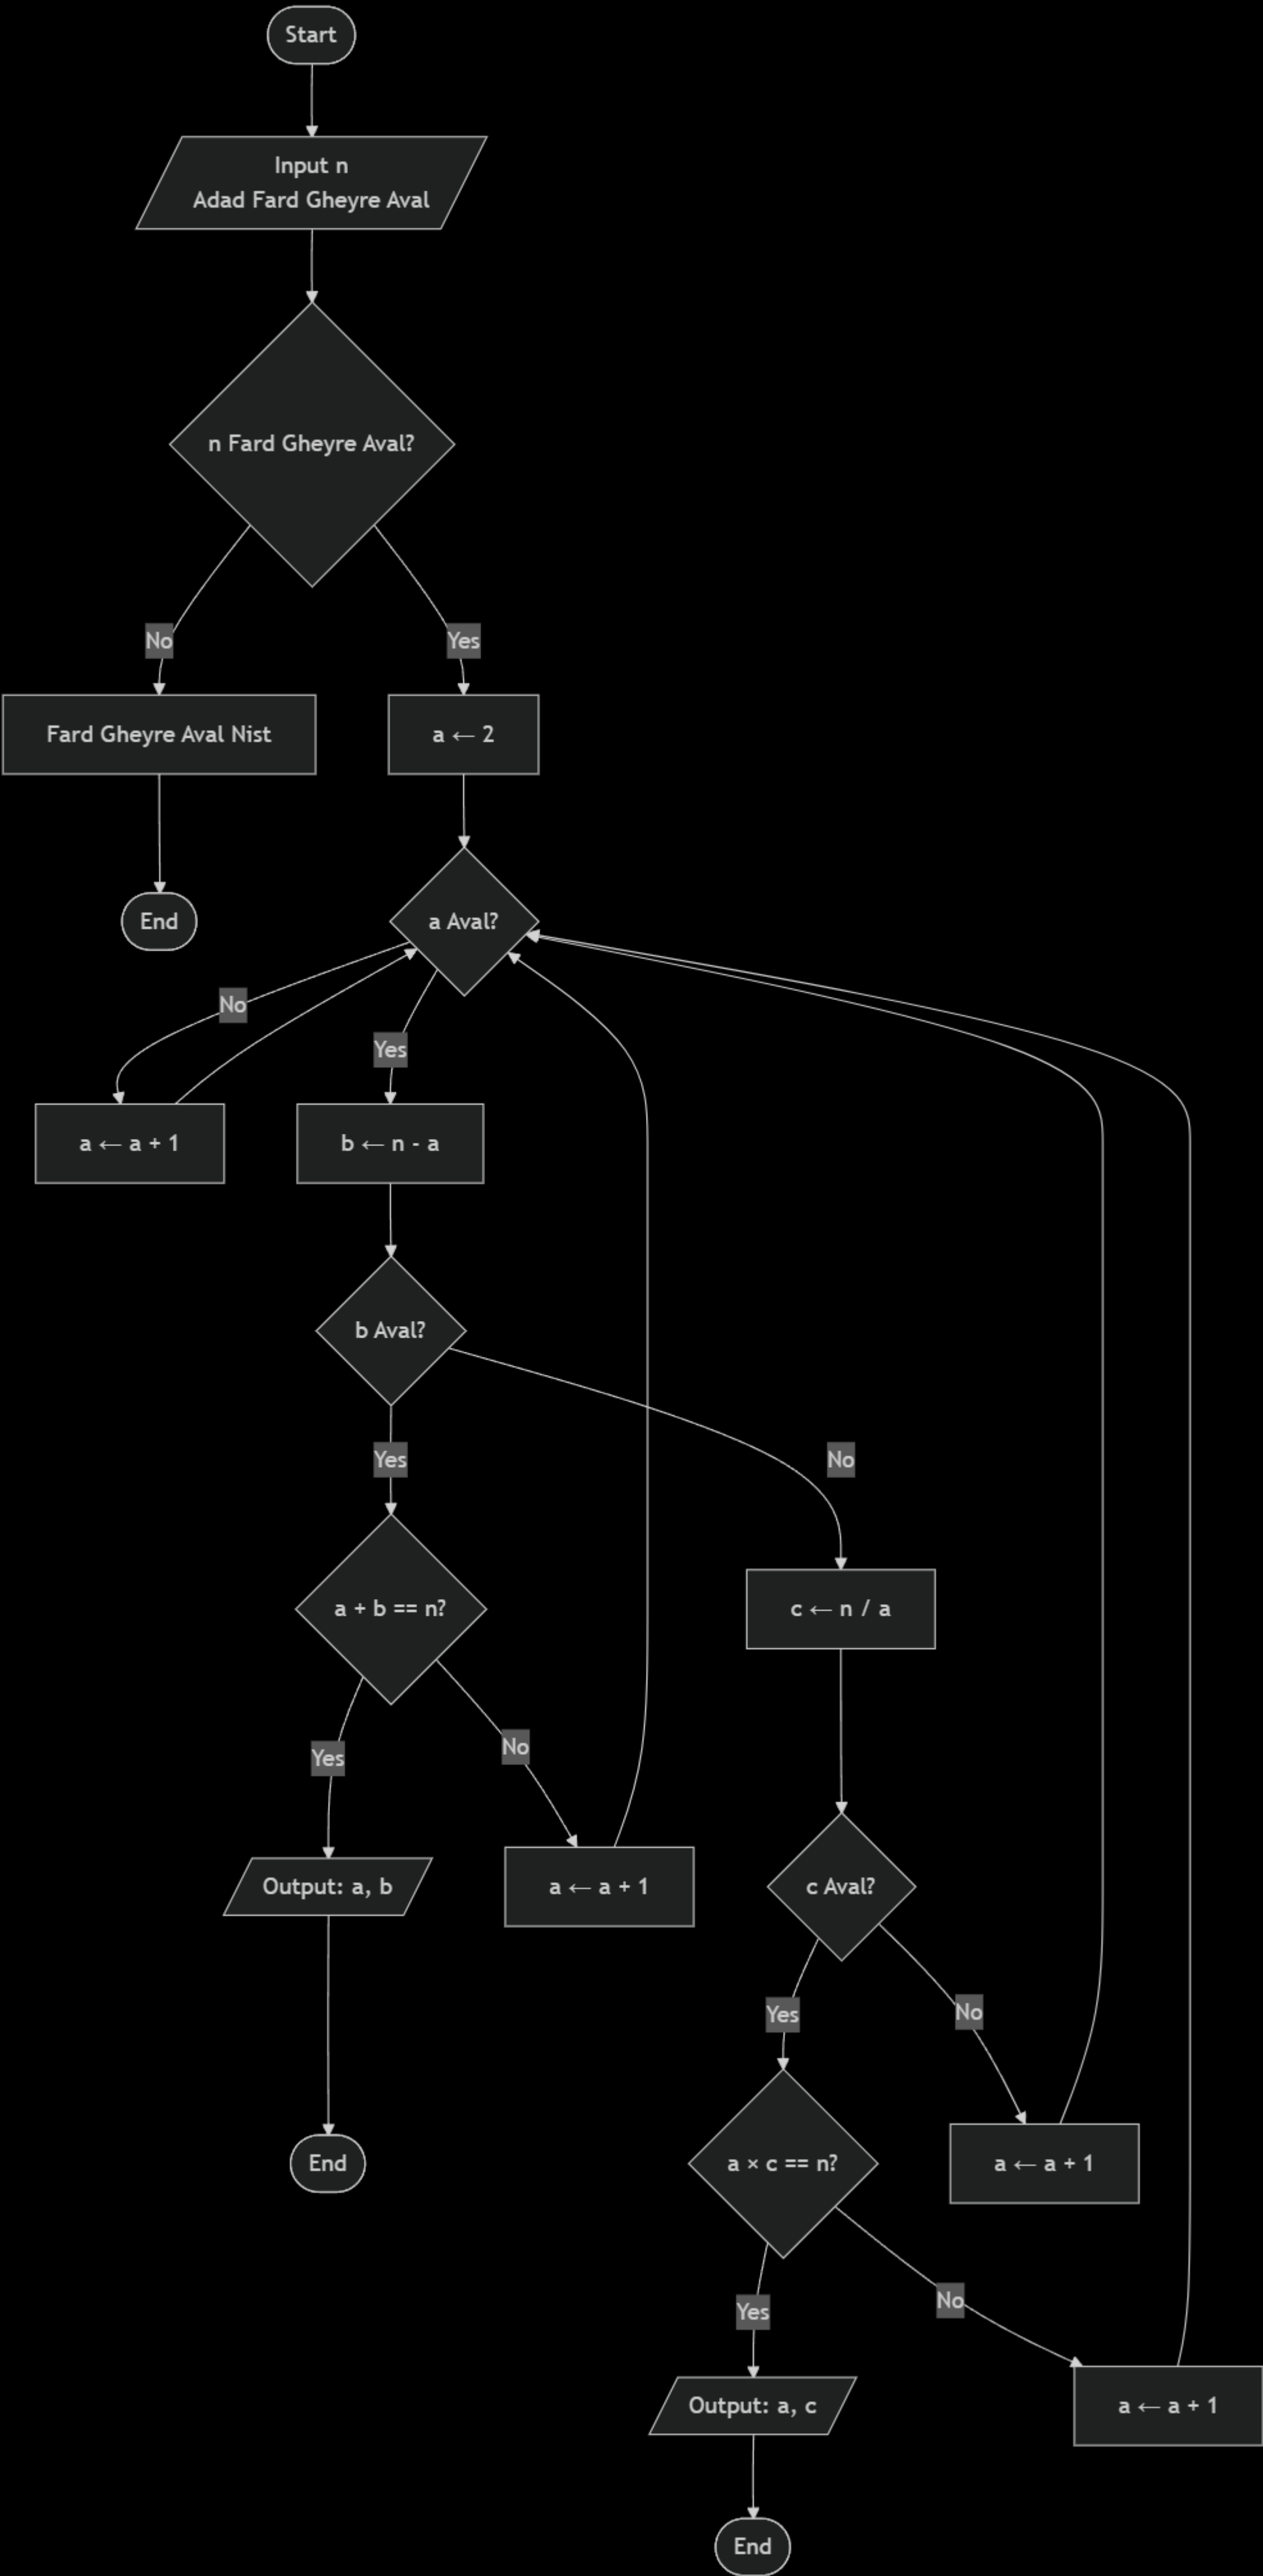 Start
Input n
Adad Fard Gheyre Aval
n Fard Gheyre Aval?
No
Yes
Fard Gheyre Aval Nist
a ← 2
a Aval?
End
No
Yes
a ← a + 1
b ← n - a
b Aval?
Yes
No
a + b == n?
c ← n / a
Yes
No
Output: a, b
a ← a + 1
c Aval?
Yes
No
End
a × c == n?
a ← a + 1
Yes
No
Output: a, c
a ← a + 1
End